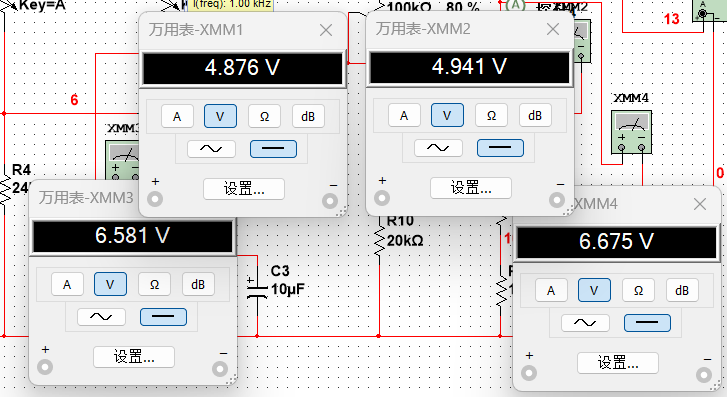 Key=A
I(freq): 1.00 kHz
100kΩ
80 %
(A)
13
万用表-XMM1
4.876 V
A
V
Ω
dB
+
设置...
−
万用表-XMM2
4.941 V
A
V
Ω
dB
+
设置...
−
6
XMM4
R4
0
万用表-XMM3
6.581 V
A
V
Ω
dB
+
设置...
−
C3
10µF
R10
20kΩ
XMM4
6.675 V
A
V
Ω
dB
+
设置...
−